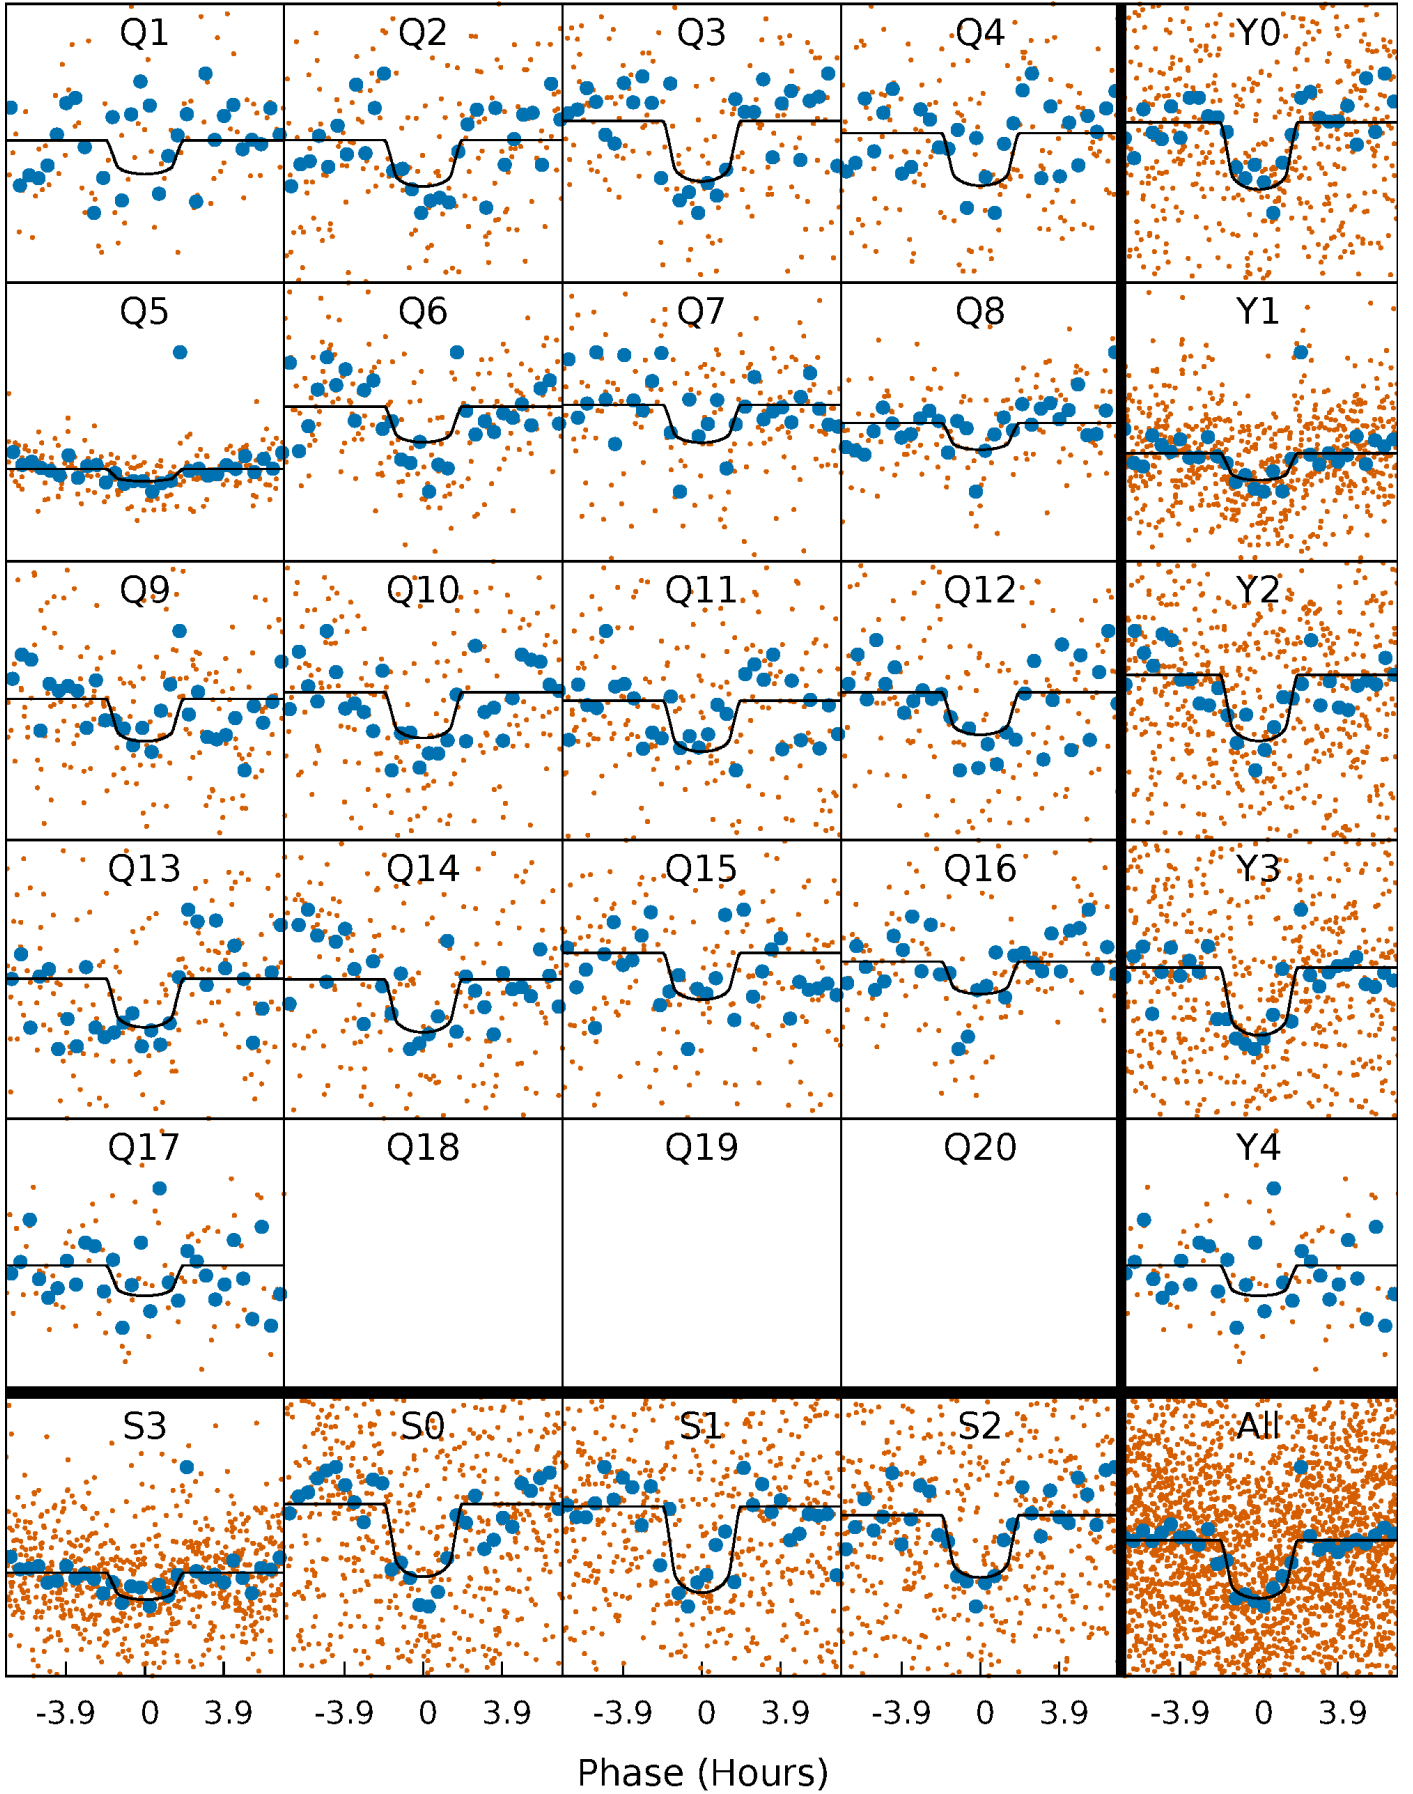 Q1 Q2 Q3 Q4 Y0
Q5 Q6 Q7 Q8 Y1
Q9 Q10 Q11 Q12 Y2
Q13 Q14 Q15 Q16 Y3
Q17 Q18 Q19 Q20 Y4
S3 S0 S1 S2 All
-3.9 0 3.9 -3.9 0 3.9 -3.9 0 3.9 -3.9 0 3.9 -3.9 0 3.9
Phase (Hours)